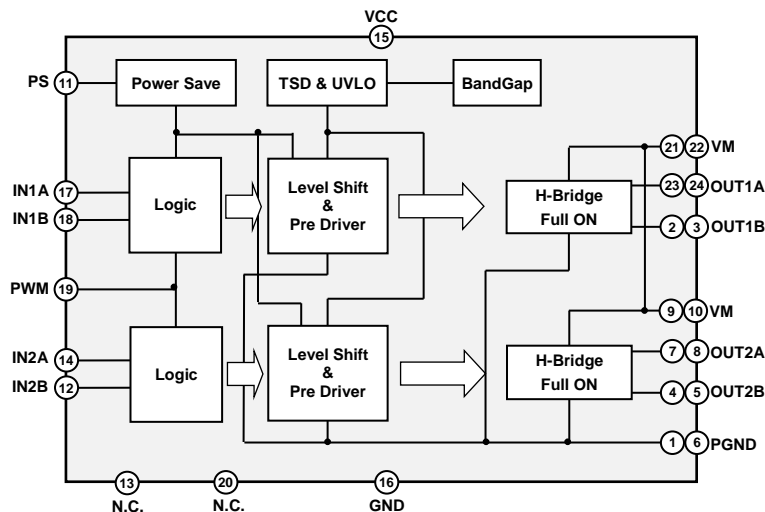 VCC
15
PS
11
Power Save
TSD & UVLO
BandGap
21 22 VM
IN1A 17
IN1B 18
Logic
Level Shift
&
Pre Driver
H-Bridge
Full ON
23 24 OUT1A
2 3 OUT1B
PWM 19
9 10 VM
IN2A 14
IN2B 12
Logic
Level Shift
&
Pre Driver
H-Bridge
Full ON
7 8 OUT2A
4 5 OUT2B
1 6 PGND
13
N.C.
20
N.C.
16
GND